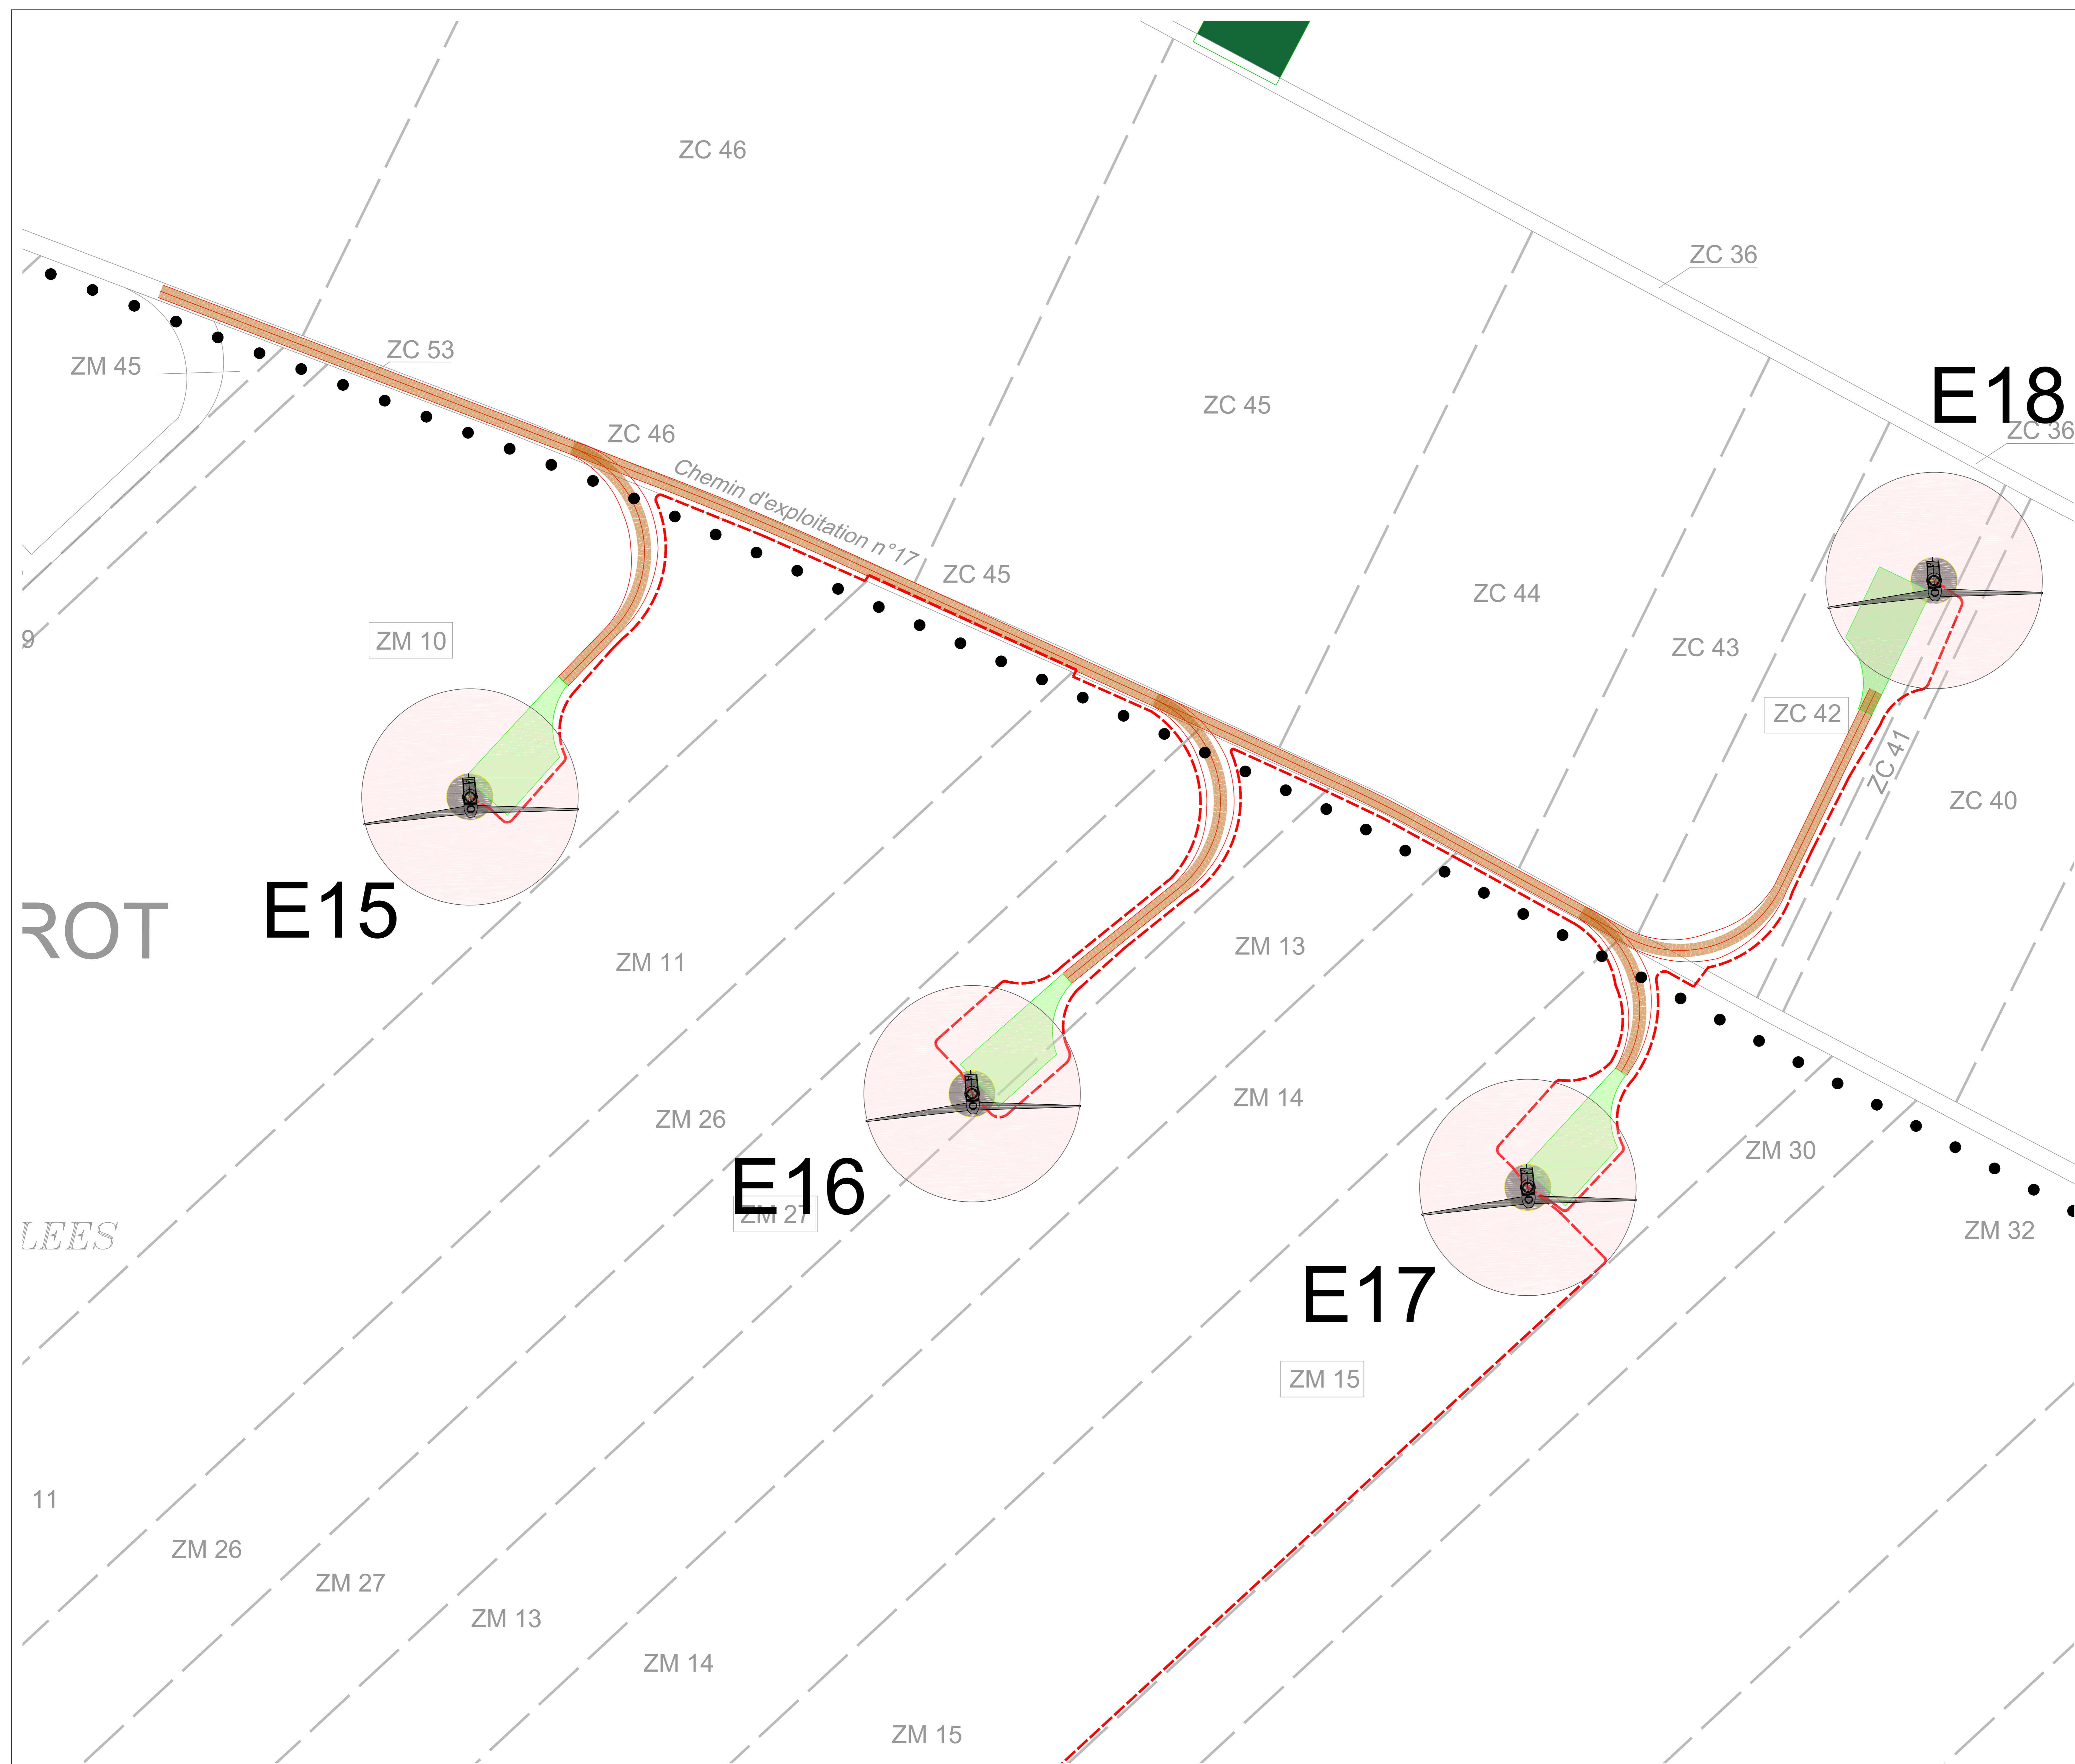 ZC 46
ZC 36
ZC 53
ZM 45
E18
ZC 45
ZC 36
ZC 46
Chemin d'exploitation n°17
ZC 45
ZC 44
ZM 10
9
ZC 43
ZC 42
ZC 41
ZC 40
E15
ROT
ZM 11
ZM 13
ZM 14
ZM 26
E16
ZM 27
ZM 30
LEES
ZM 32
E17
ZM 15
11
ZM 26
ZM 27
ZM 13
ZM 14
ZM 15